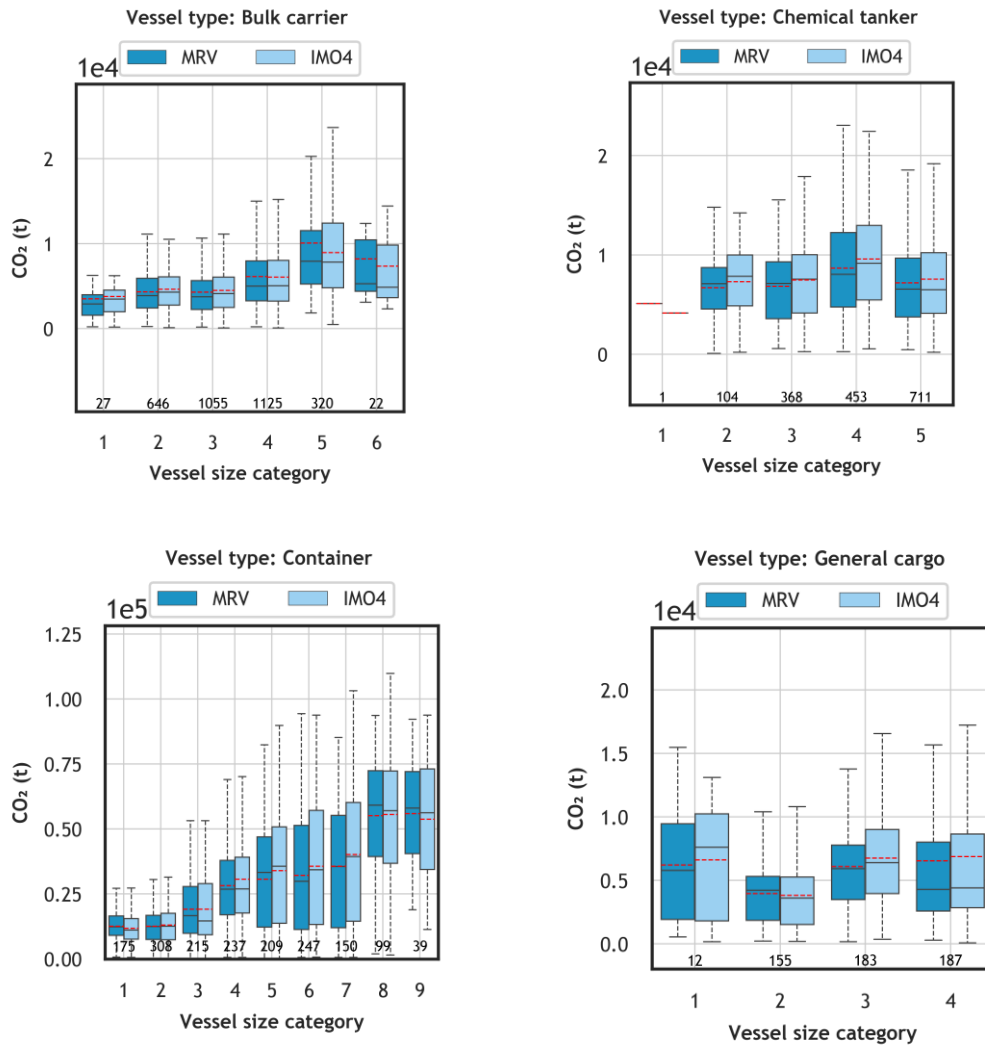 Vessel type: Bulk carrier
MRV IMO4
1e4
2
1
0
CO₂ (t)
27 646 1055 1125 320 22
1 2 3 4 5 6
Vessel size category
Vessel type: Chemical tanker
MRV IMO4
1e4
2
1
0
CO₂ (t)
1 104 368 453 711
1 2 3 4 5
Vessel size category
Vessel type: Container
MRV IMO4
1e5
1.25
1.00
0.75
0.50
0.25
0.00
CO₂ (t)
175 308 215 237 209 247 150 99 39
1 2 3 4 5 6 7 8 9
Vessel size category
Vessel type: General cargo
MRV IMO4
1e4
2.0
1.5
1.0
0.5
0.0
CO₂ (t)
12 155 183 187
1 2 3 4
Vessel size category